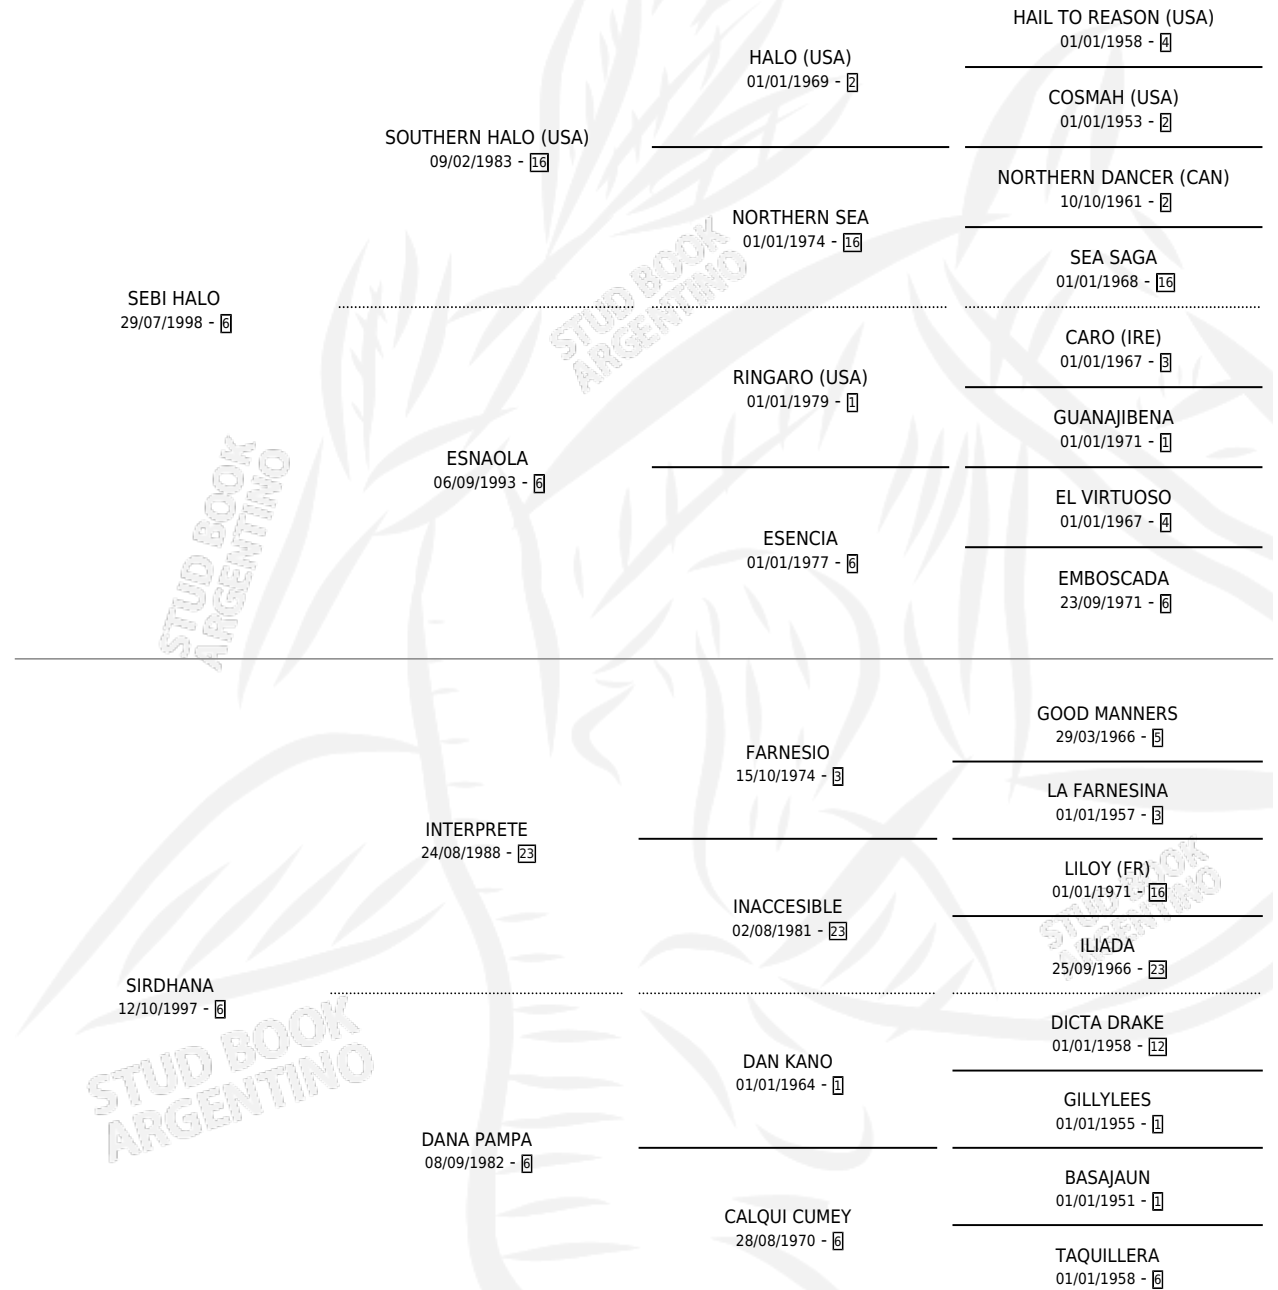 HAIL TO REASON (USA)
01/01/1958 - 4
HALO (USA)
01/01/1969 - 2
COSMAH (USA)
01/01/1953 - 2
SOUTHERN HALO (USA)
09/02/1983 - 16
NORTHERN DANCER (CAN)
10/10/1961 - 2
NORTHERN SEA
01/01/1974 - 16
SEA SAGA
01/01/1968 - 16
SEBI HALO
29/07/1998 - 6
CARO (IRE)
01/01/1967 - 3
RINGARO (USA)
01/01/1979 - 1
GUANAJIBENA
01/01/1971 - 1
ESNAOLA
06/09/1993 - 6
EL VIRTUOSO
01/01/1967 - 4
ESENCIA
01/01/1977 - 6
EMBOSCADA
23/09/1971 - 6
GOOD MANNERS
29/03/1966 - 5
FARNESIO
15/10/1974 - 3
LA FARNESINA
01/01/1957 - 3
INTERPRETE
24/08/1988 - 23
LILOY (FR)
01/01/1971 - 16
INACCESIBLE
02/08/1981 - 23
ILIADA
25/09/1966 - 23
SIRDHANA
12/10/1997 - 6
DICTA DRAKE
01/01/1958 - 12
DAN KANO
01/01/1964 - 1
GILLYLEES
01/01/1955 - 1
DANA PAMPA
08/09/1982 - 6
BASAJAUN
01/01/1951 - 1
CALQUI CUMEY
28/08/1970 - 6
TAQUILLERA
01/01/1958 - 6
STUD BOOK
ARGENTINO
STUD BOOK
ARGENTINO
STUD BOOK
ARGENTINO
STUD BOOK
ARGENTINO